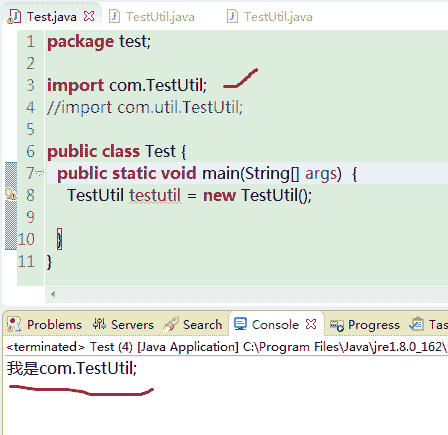 Test.java TestUtil.java TestUtil.java
1 package test;
2
3 import com.TestUtil;
4 //import com.util.TestUtil;
5
6 public class Test {
7 public static void main(String[] args) {
8 TestUtil testutil = new TestUtil();
9
10 }
11 }
Problems Servers Search Console Progress Tas
<terminated> Test (4) [Java Application] C:\Program Files\Java\jre1.8.0_162\
我是com.TestUtil;